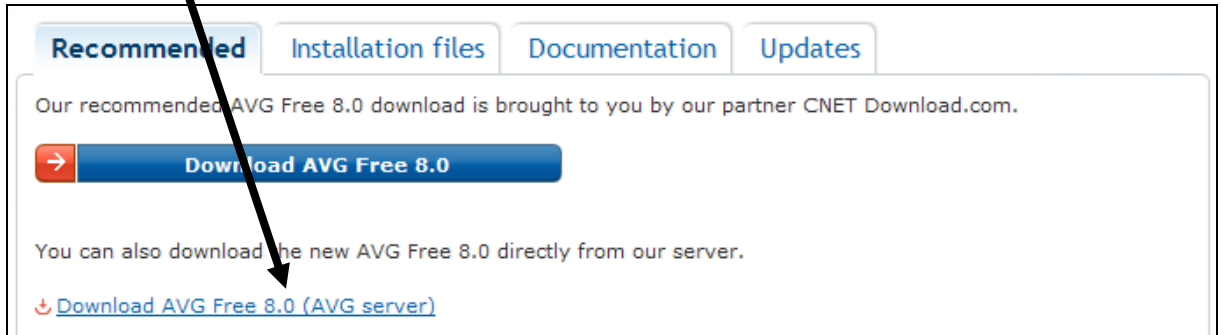 Recommended Installation files Documentation Updates
Our recommended AVG Free 8.0 download is brought to you by our partner CNET Download.com.
Download AVG Free 8.0
You can also download the new AVG Free 8.0 directly from our server.
Download AVG Free 8.0 (AVG server)